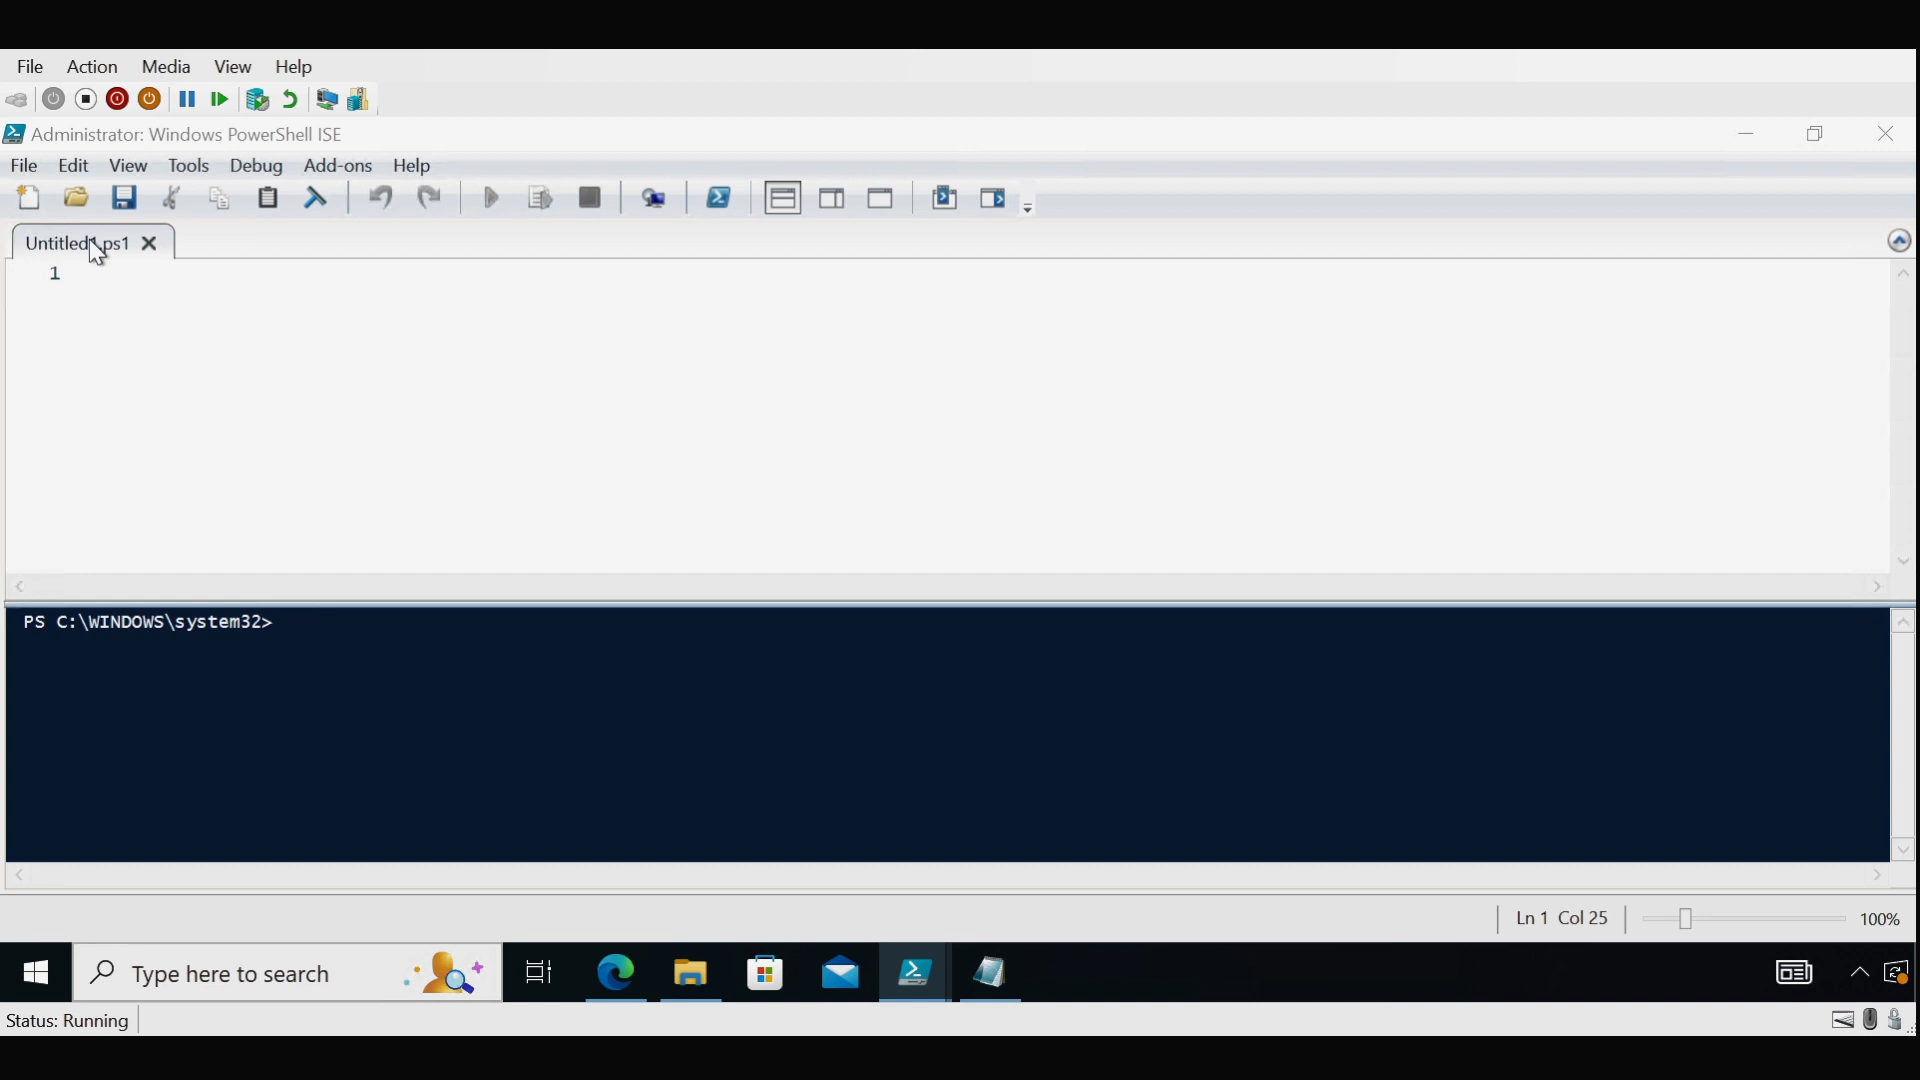 File Action Media View Help
Administrator: Windows PowerShell ISE
File Edit View Tools Debug Add-ons Help
Untitled1.ps1
1
PS C:\WINDOWS\system32>
Ln 1 Col 25 100%
Type here to search
Status: Running